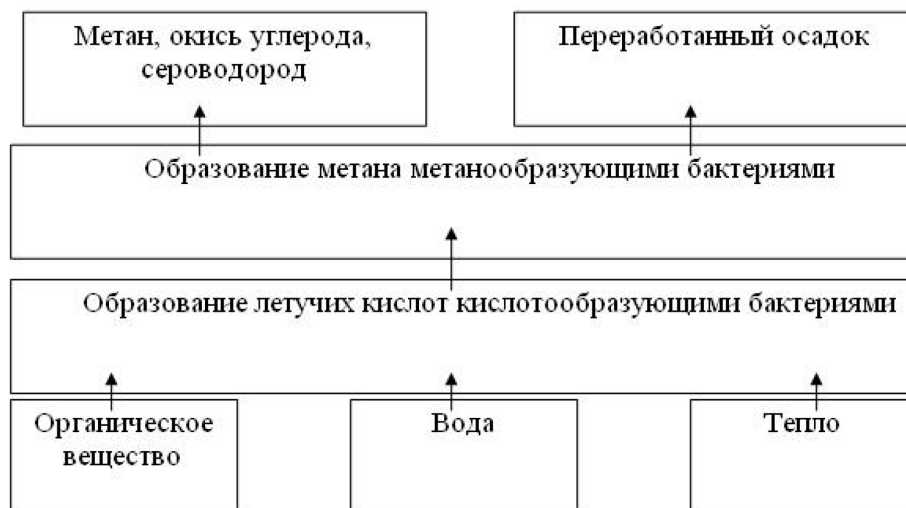 Метан, окись углерода,
сероводород
Переработанный осадок
Образование метана метанообразующими бактериями
Образование летучих кислот кислотообразующими бактериями
Органическое
вещество
Вода
Тепло